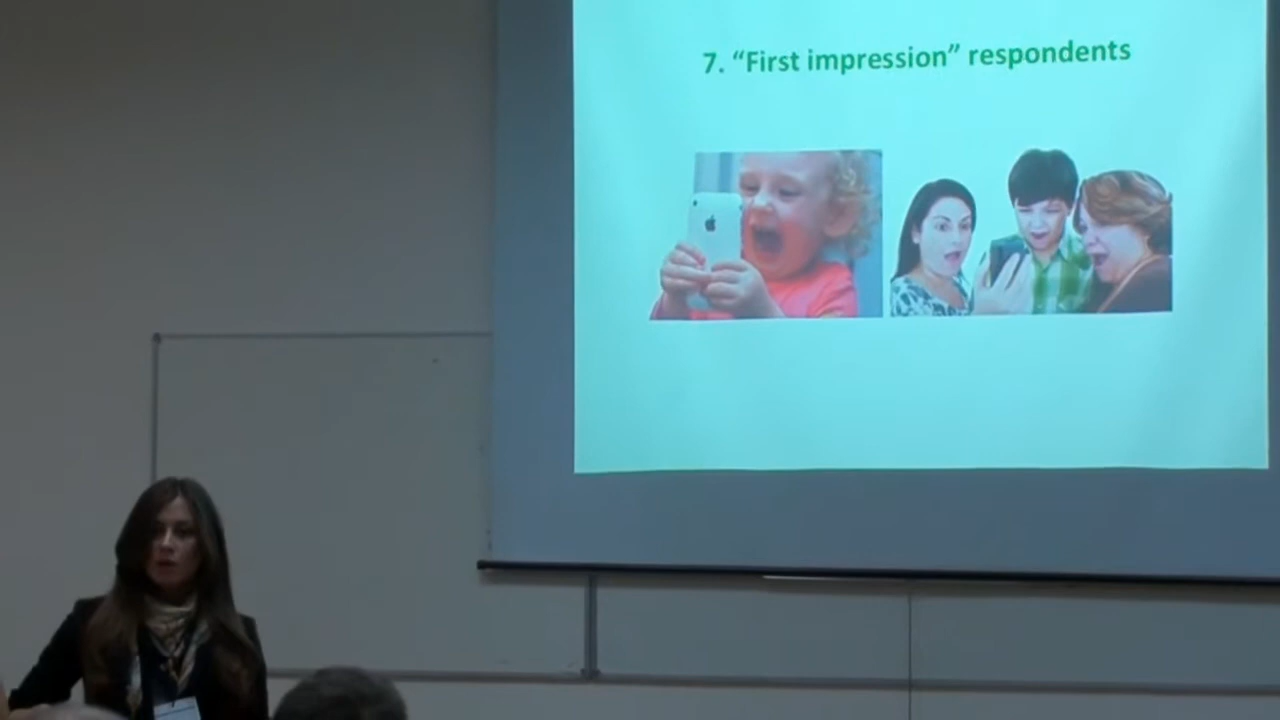 7. “First impression” respondents